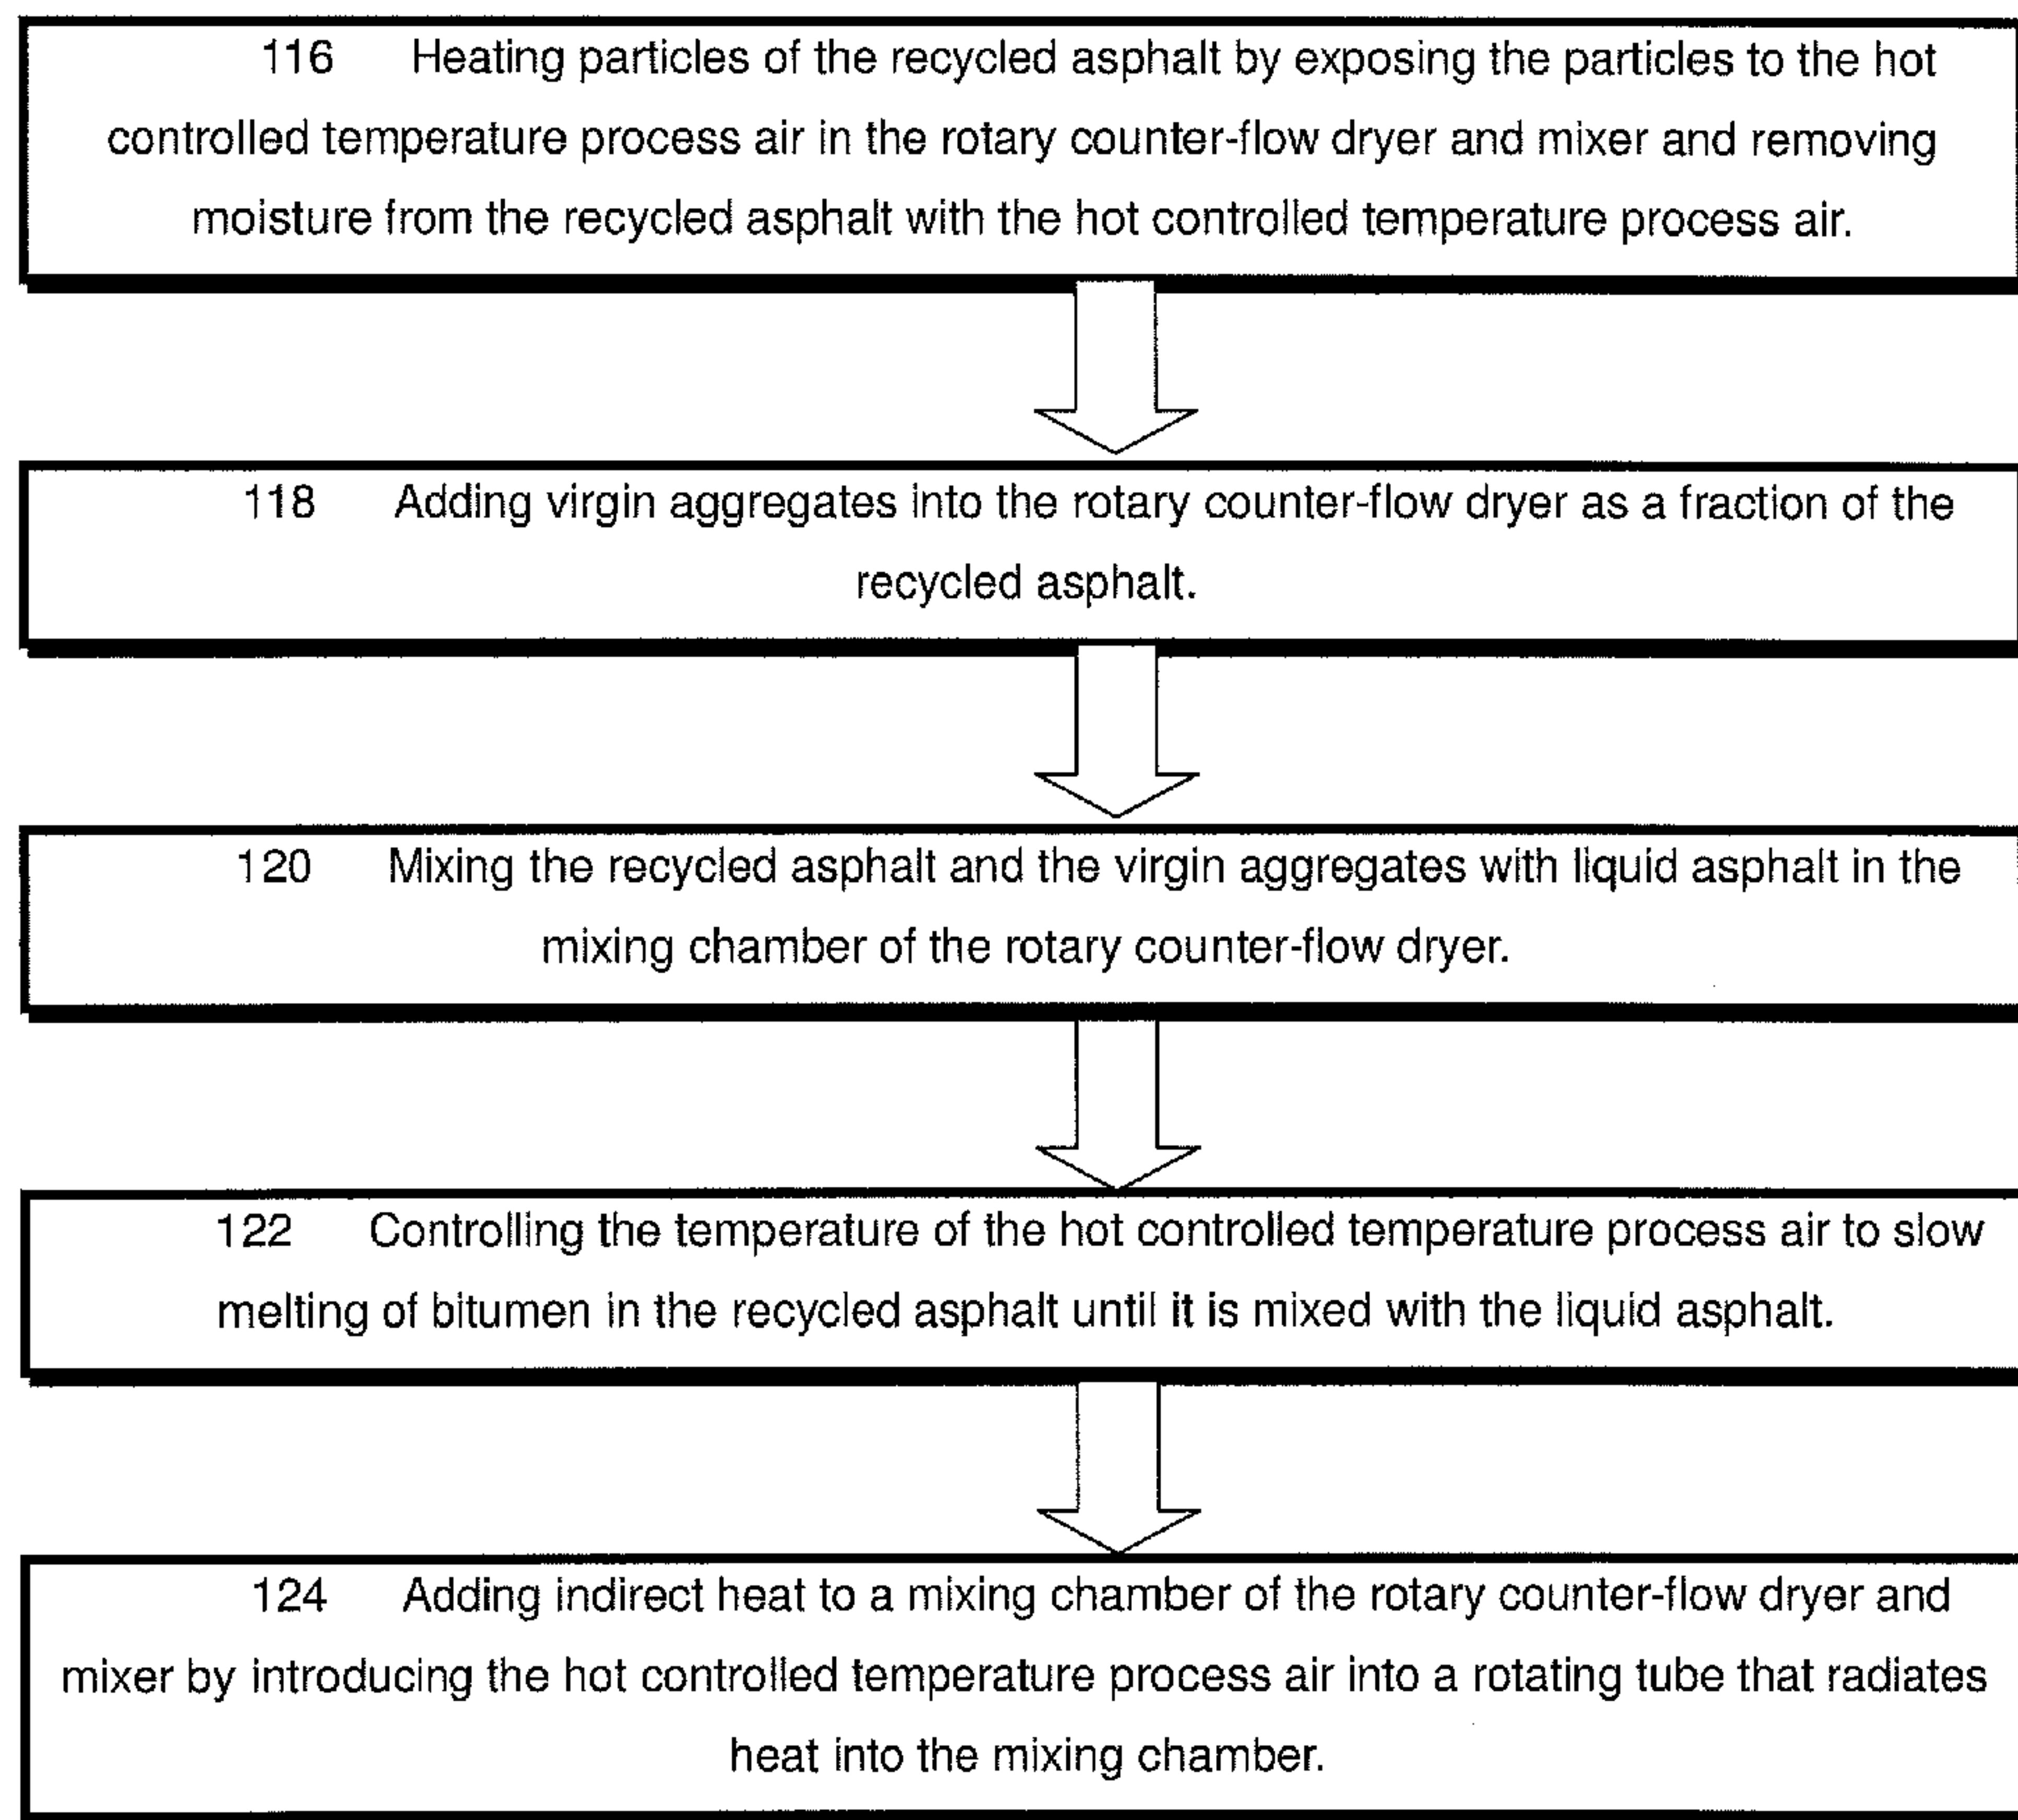 116 Heating particles of the recycled asphalt by exposing the particles to the hot
controlled temperature process air in the rotary counter-flow dryer and mixer and removing
moisture from the recycled asphalt with the hot controlled temperature process air.
118 Adding virgin aggregates into the rotary counter-flow dryer as a fraction of the
recycled asphalt.
120 Mixing the recycled asphalt and the virgin aggregates with liquid asphalt in the
mixing chamber of the rotary counter-flow dryer.
122 Controlling the temperature of the hot controlled temperature process air to slow
melting of bitumen in the recycled asphalt until it is mixed with the liquid asphalt.
124 Adding indirect heat to a mixing chamber of the rotary counter-flow dryer and
mixer by introducing the hot controlled temperature process air into a rotating tube that radiates
heat into the mixing chamber.